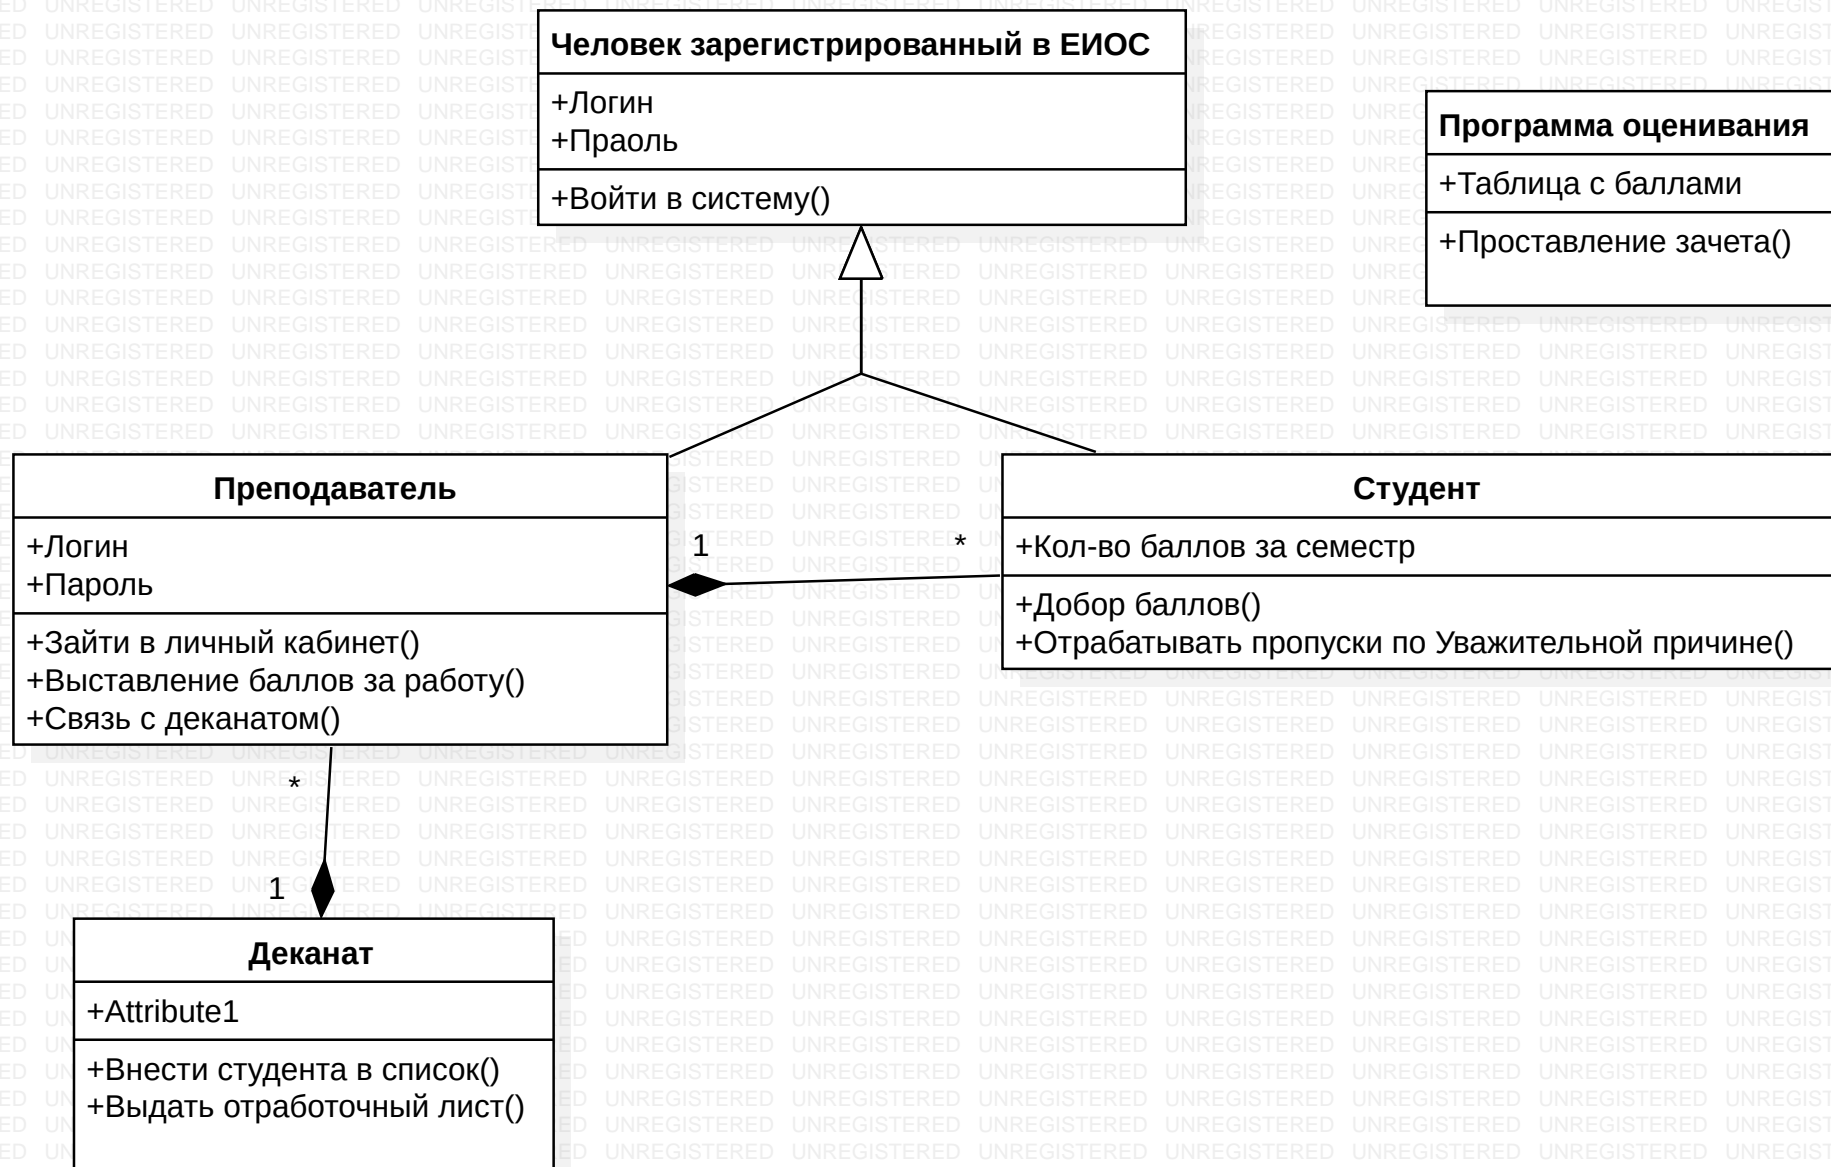 Человек зарегистрированный в ЕИОС
+Логин
+Праоль
+Войти в систему()
Программа оценивания
+Таблица с баллами
+Проставление зачета()
Преподаватель
+Логин
+Пароль
+Зайти в личный кабинет()
+Выставление баллов за работу()
+Связь с деканатом()
1
*
Студент
+Кол-во баллов за семестр
+Добор баллов()
+Отрабатывать пропуски по Уважительной причине()
*
1
Деканат
+Attribute1
+Внести студента в список()
+Выдать отработочный лист()
UNREGISTERED